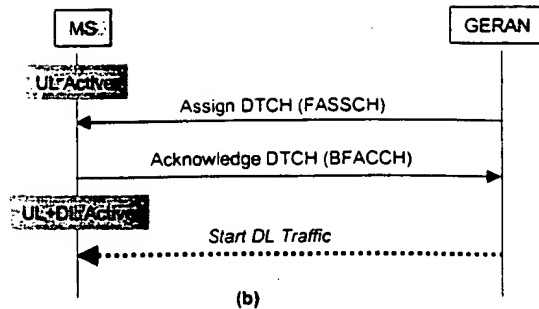 MS
GERAN
UL Active
Assign DTCH (FASSCH)
Acknowledge DTCH (BFACCH)
UL+DL Active
Start DL Traffic
(b)